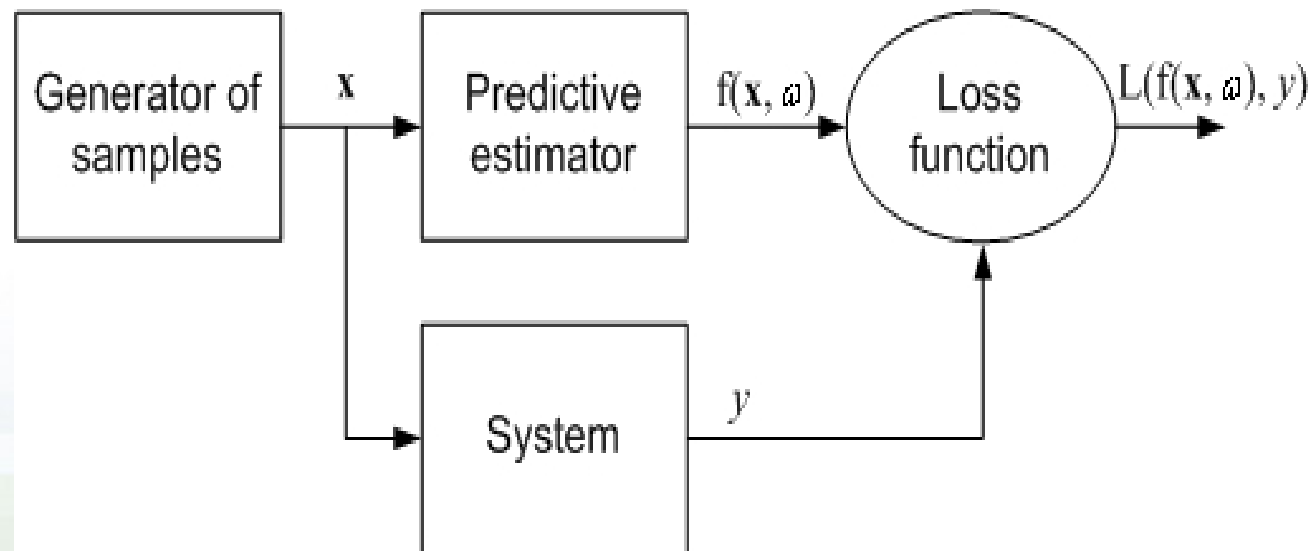 Generator of
samples
x
Predictive
estimator
f(x, ω)
Loss
function
L(f(x, ω), y)
System
y